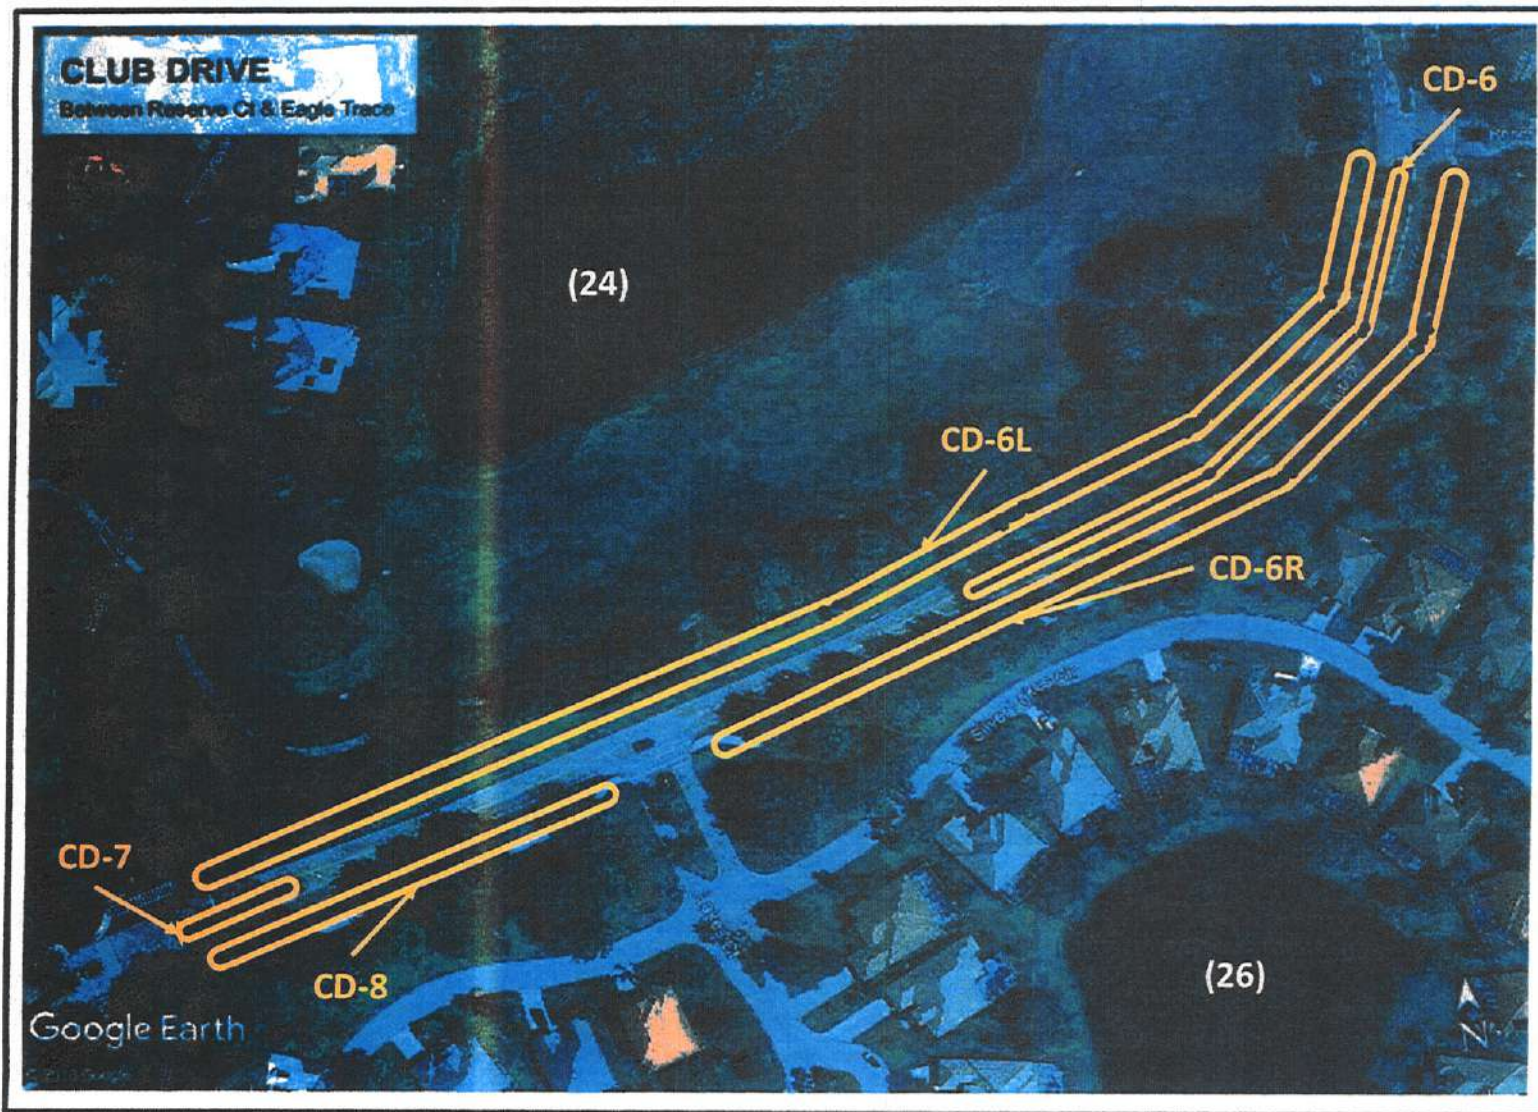 CLUB DRIVE
Between Reserve Ct & Eagle Trace
CD-6
(24)
CD-6L
CD-6R
CD-7
CD-8
(26)
Google Earth
N